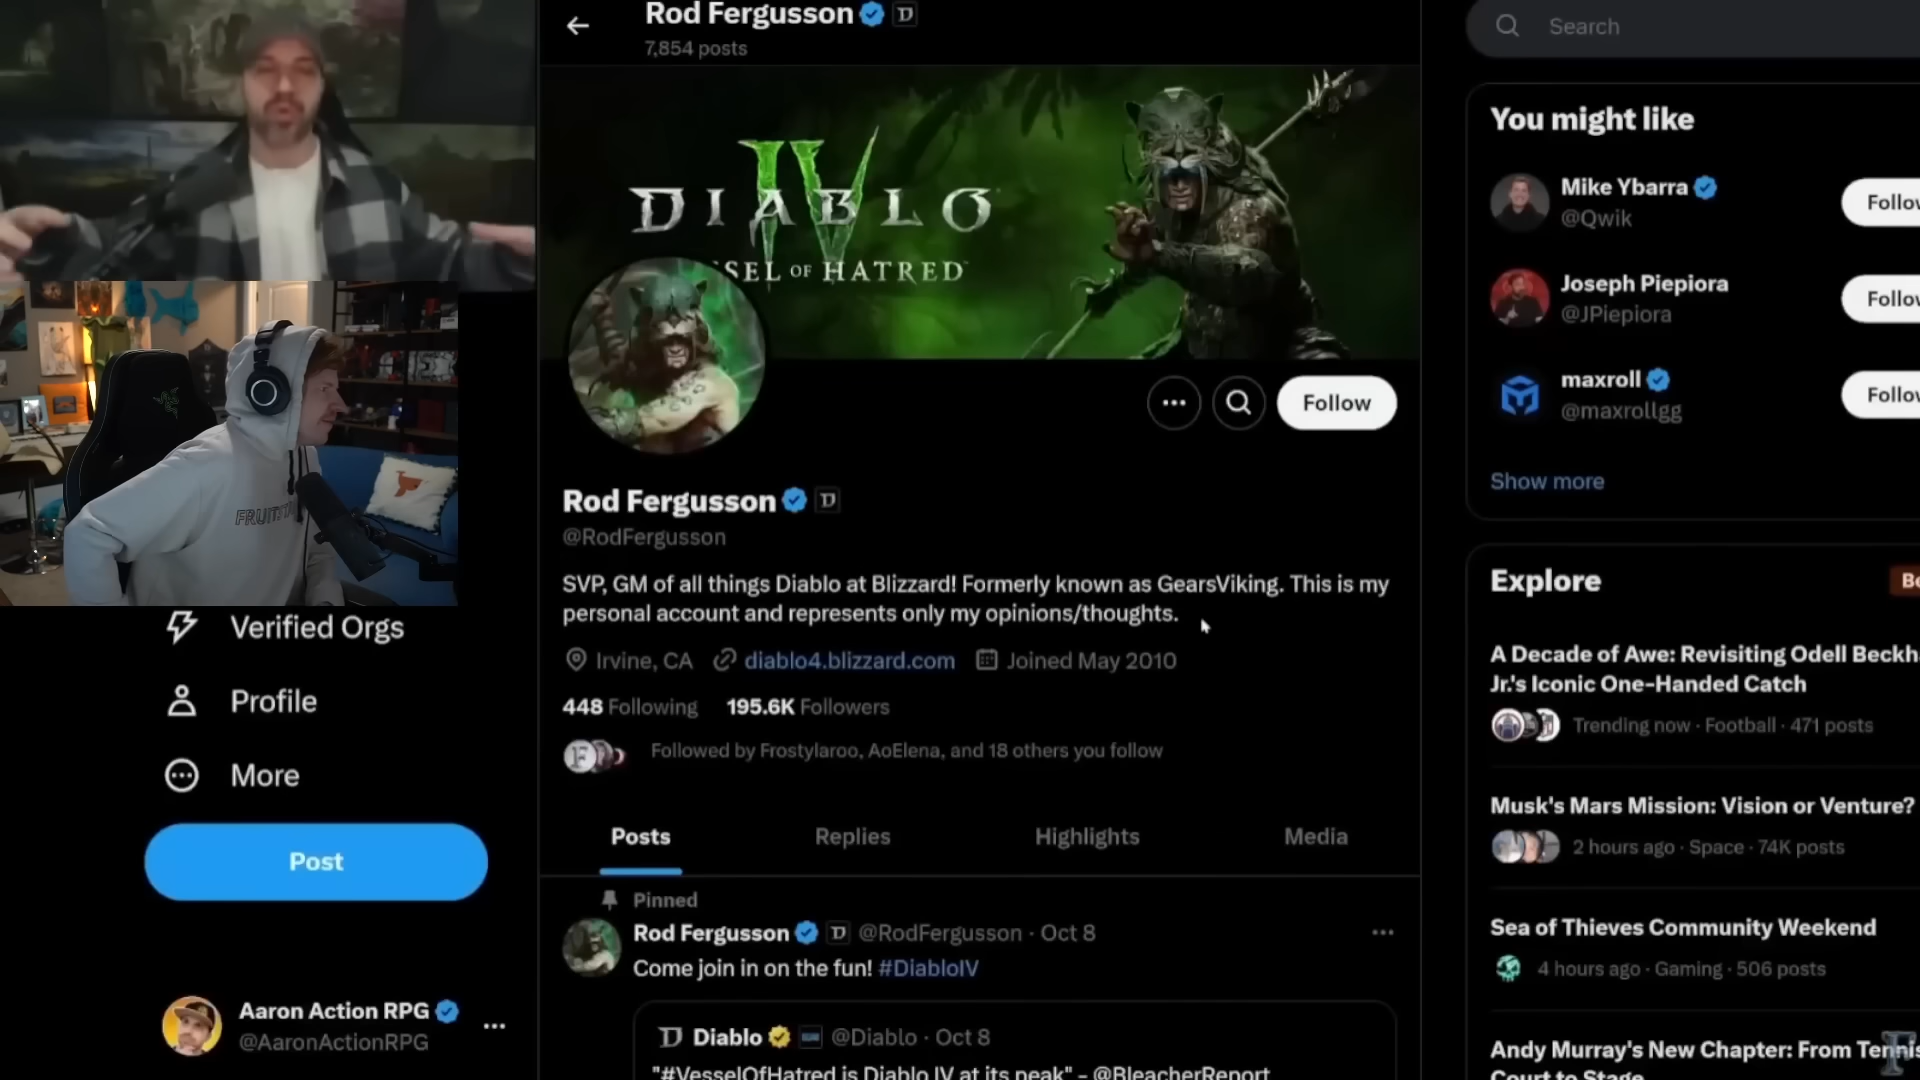 Rod Fergusson
7,854 posts
DIABLO IV
SEL OF HATRED
Follow
Rod Fergusson
@RodFergusson
SVP, GM of all things Diablo at Blizzard! Formerly known as GearsViking. This is my
personal account and represents only my opinions/thoughts.
Irvine, CA diablo4.blizzard.com Joined May 2010
448 Following 195.6K Followers
Followed by Frostylaroo, AoElena, and 18 others you follow
Posts Replies Highlights Media
Pinned
Rod Fergusson @RodFergusson · Oct 8
Come join in on the fun! #DiabloIV
Diablo @Diablo · Oct 8
"#VesselOfHatred is Diablo IV at its peak" - @BleacherReport
Verified Orgs
Profile
More
Post
Aaron Action RPG
@AaronActionRPG
Search
You might like
Mike Ybarra
@Qwik
Follow
Joseph Piepiora
@JPiepiora
Follow
maxroll
@maxrollgg
Follow
Show more
Explore
Be
A Decade of Awe: Revisiting Odell Beckh
Jr.'s Iconic One-Handed Catch
Trending now · Football · 471 posts
Musk's Mars Mission: Vision or Venture?
2 hours ago · Space · 74K posts
Sea of Thieves Community Weekend
4 hours ago · Gaming · 506 posts
Andy Murray's New Chapter: From Tennis
Court to Stage